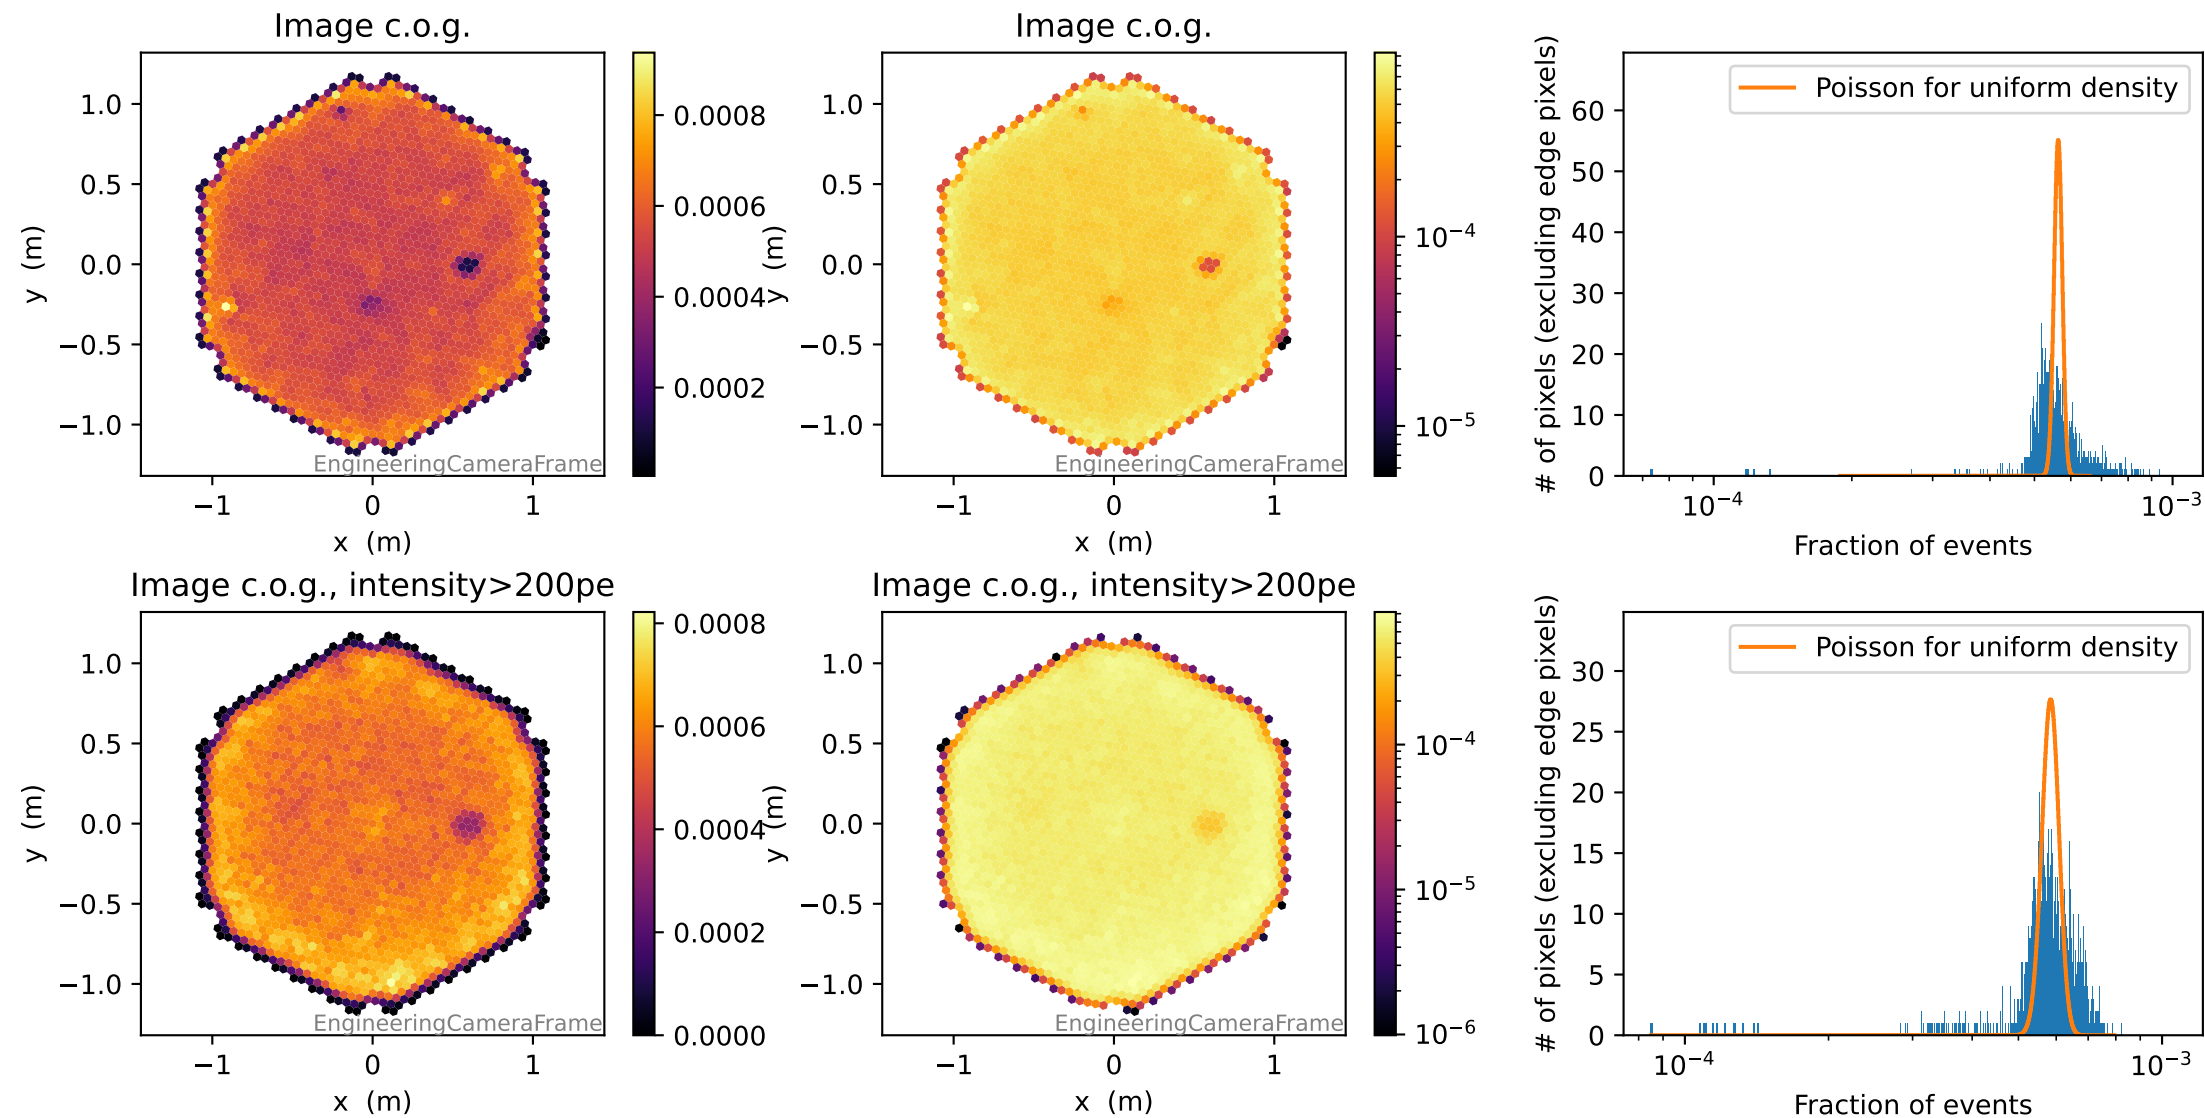 Image c.o.g.
1.0
0.5
0.0
−0.5
−1.0
y (m)
−1
0
1
x (m)
EngineeringCameraFrame
0.0008
0.0006
0.0004
0.0002
Image c.o.g.
1.0
0.5
0.0
−0.5
−1.0
y (m)
−1
0
1
x (m)
EngineeringCameraFrame
10⁻⁴
10⁻⁵
Poisson for uniform density
# of pixels (excluding edge pixels)
60
50
40
30
20
10
0
10⁻⁴
10⁻³
Fraction of events
Image c.o.g., intensity>200pe
1.0
0.5
0.0
−0.5
−1.0
y (m)
−1
0
1
x (m)
EngineeringCameraFrame
0.0008
0.0006
0.0004
0.0002
0.0000
Image c.o.g., intensity>200pe
1.0
0.5
0.0
−0.5
−1.0
y (m)
−1
0
1
x (m)
EngineeringCameraFrame
10⁻⁴
10⁻⁵
10⁻⁶
Poisson for uniform density
# of pixels (excluding edge pixels)
30
25
20
15
10
5
0
10⁻⁴
10⁻³
Fraction of events